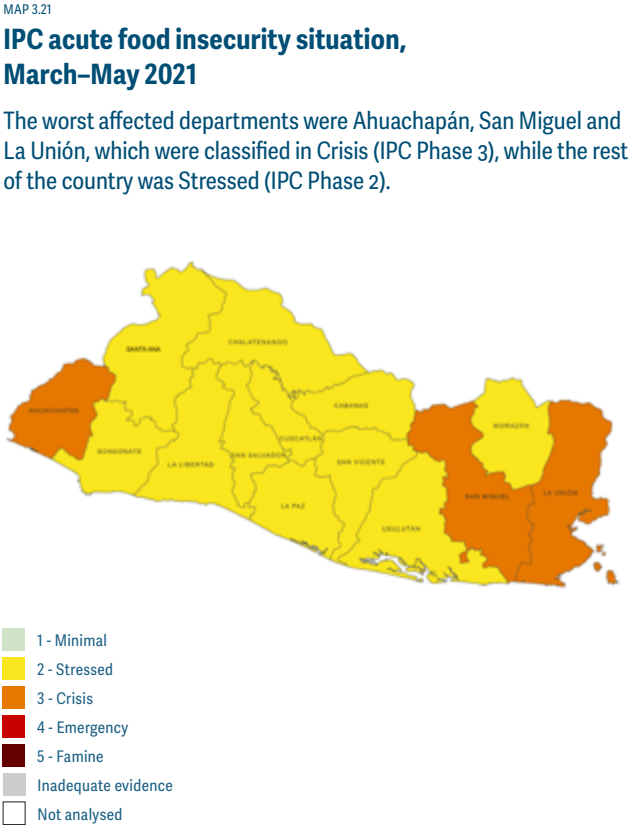 MAP 3.21
IPC acute food insecurity situation,
March–May 2021
The worst affected departments were Ahuachapán, San Miguel and
La Unión, which were classified in Crisis (IPC Phase 3), while the rest
of the country was Stressed (IPC Phase 2).
SANTA ANA
CHALATENANGO
AHUACHAPÁN
CABAÑAS
MORAZÁN
CUSCATLÁN
SONSONATE
SAN SALVADOR
LA LIBERTAD
SAN VICENTE
SAN MIGUEL
LA UNIÓN
LA PAZ
USULUTÁN
1 - Minimal
2 - Stressed
3 - Crisis
4 - Emergency
5 - Famine
Inadequate evidence
Not analysed